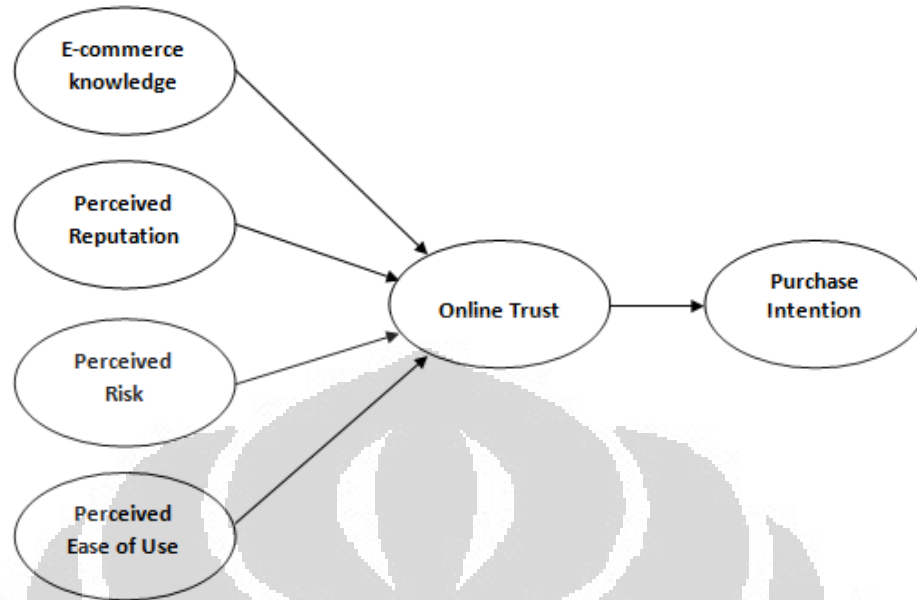 E-commerce
knowledge
Perceived
Reputation
Perceived
Risk
Perceived
Ease of Use
Online Trust
Purchase
Intention